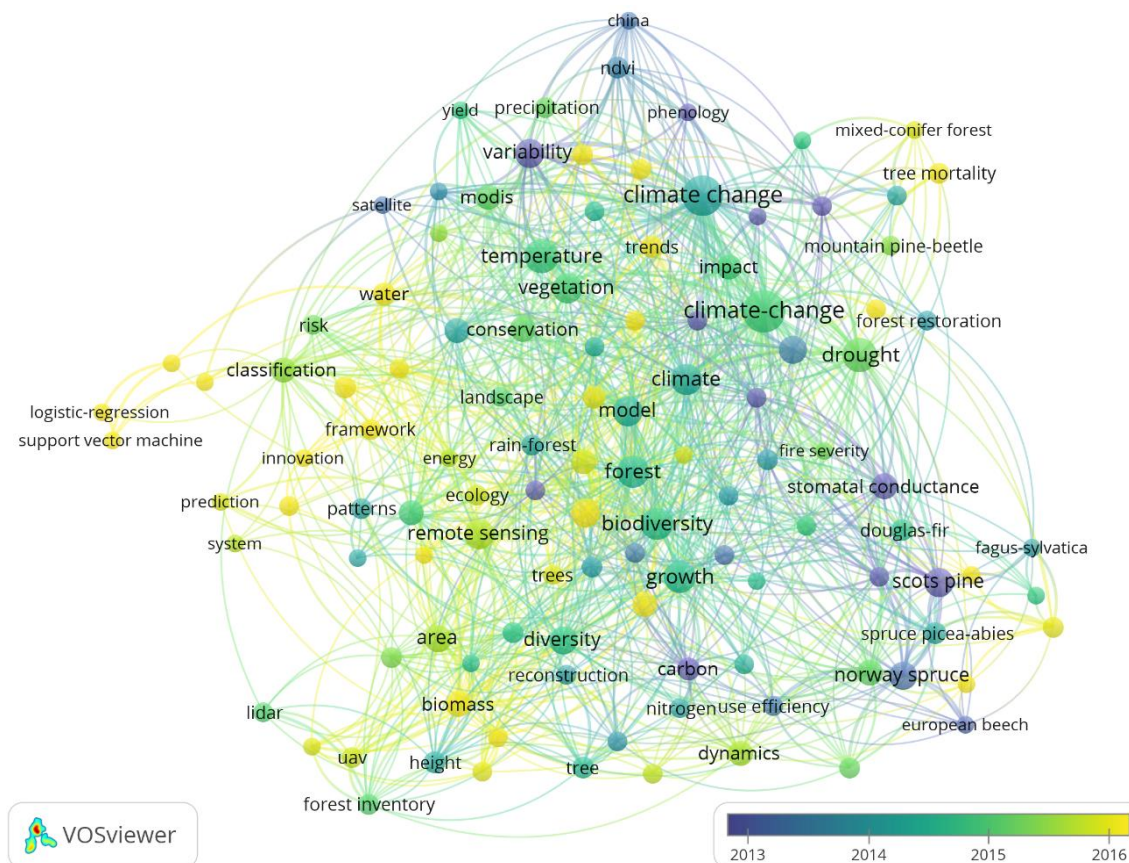 china
ndvi
yield
precipitation
phenology
mixed-conifer forest
variability
tree mortality
climate change
satellite
modis
temperature
trends
impact
mountain pine-beetle
vegetation
water
climate-change
risk
conservation
forest restoration
classification
drought
climate
landscape
logistic-regression
model
framework
support vector machine
rain-forest
innovation
energy
fire severity
forest
stomatal conductance
prediction
ecology
patterns
biodiversity
remote sensing
douglas-fir
system
fagus-sylvatica
trees
growth
scots pine
area
diversity
spruce picea-abies
reconstruction
carbon
norway spruce
biomass
nitrogen
use efficiency
lidar
european beech
uav
height
tree
dynamics
forest inventory
VOSviewer
2013 2014 2015 2016